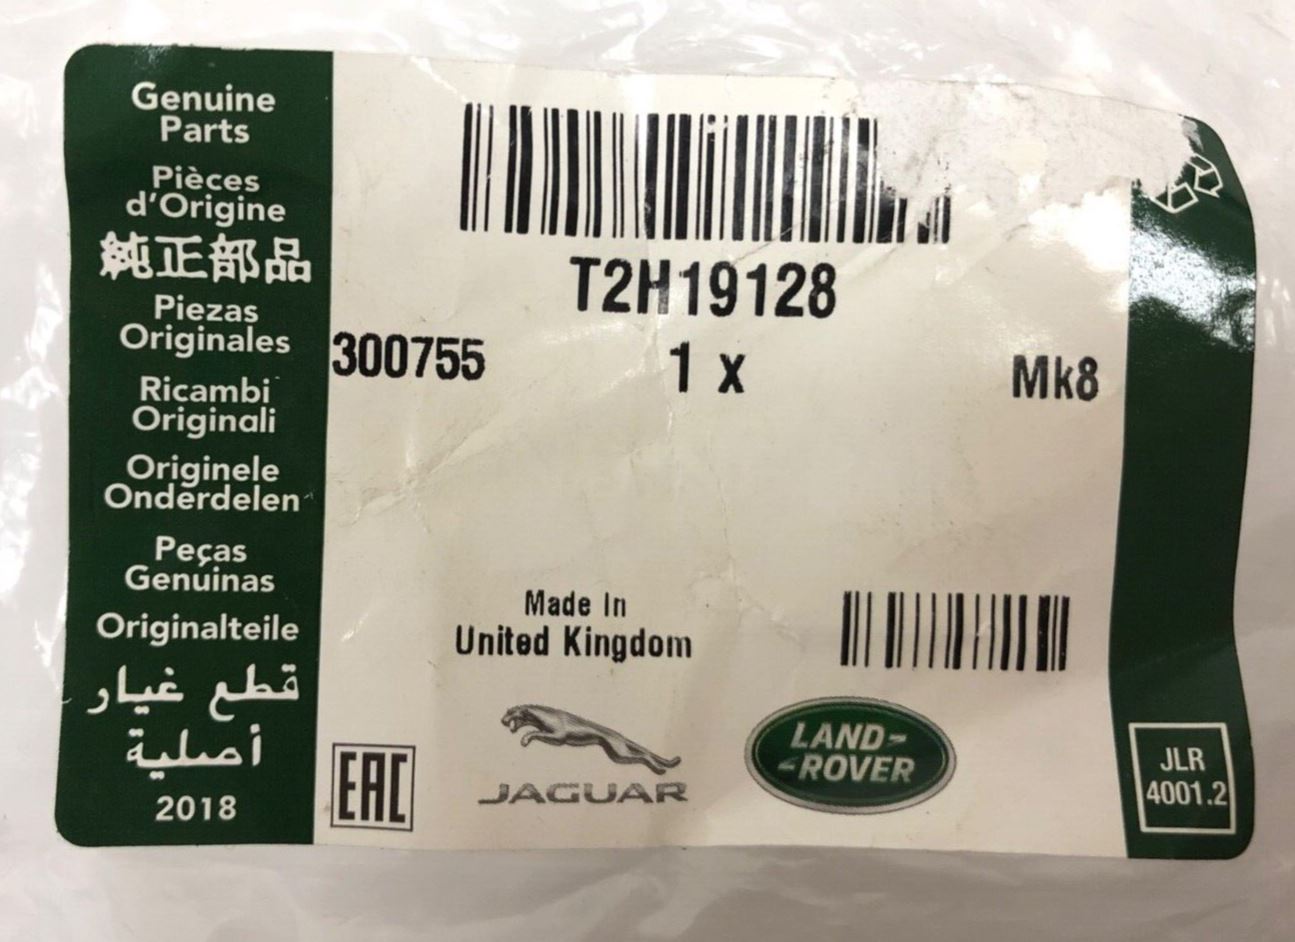 Genuine
Parts
Pièces
d'Origine
純正部品
Piezas
Originales
Ricambi
Originali
Originele
Onderdelen
Peças
Genuinas
Originalteile
قطع غيار
أصلية
2018
T2H19128
300755 1 x Mk8
Made In
United Kingdom
EAC
JAGUAR
LAND-
-ROVER
JLR
4001.2